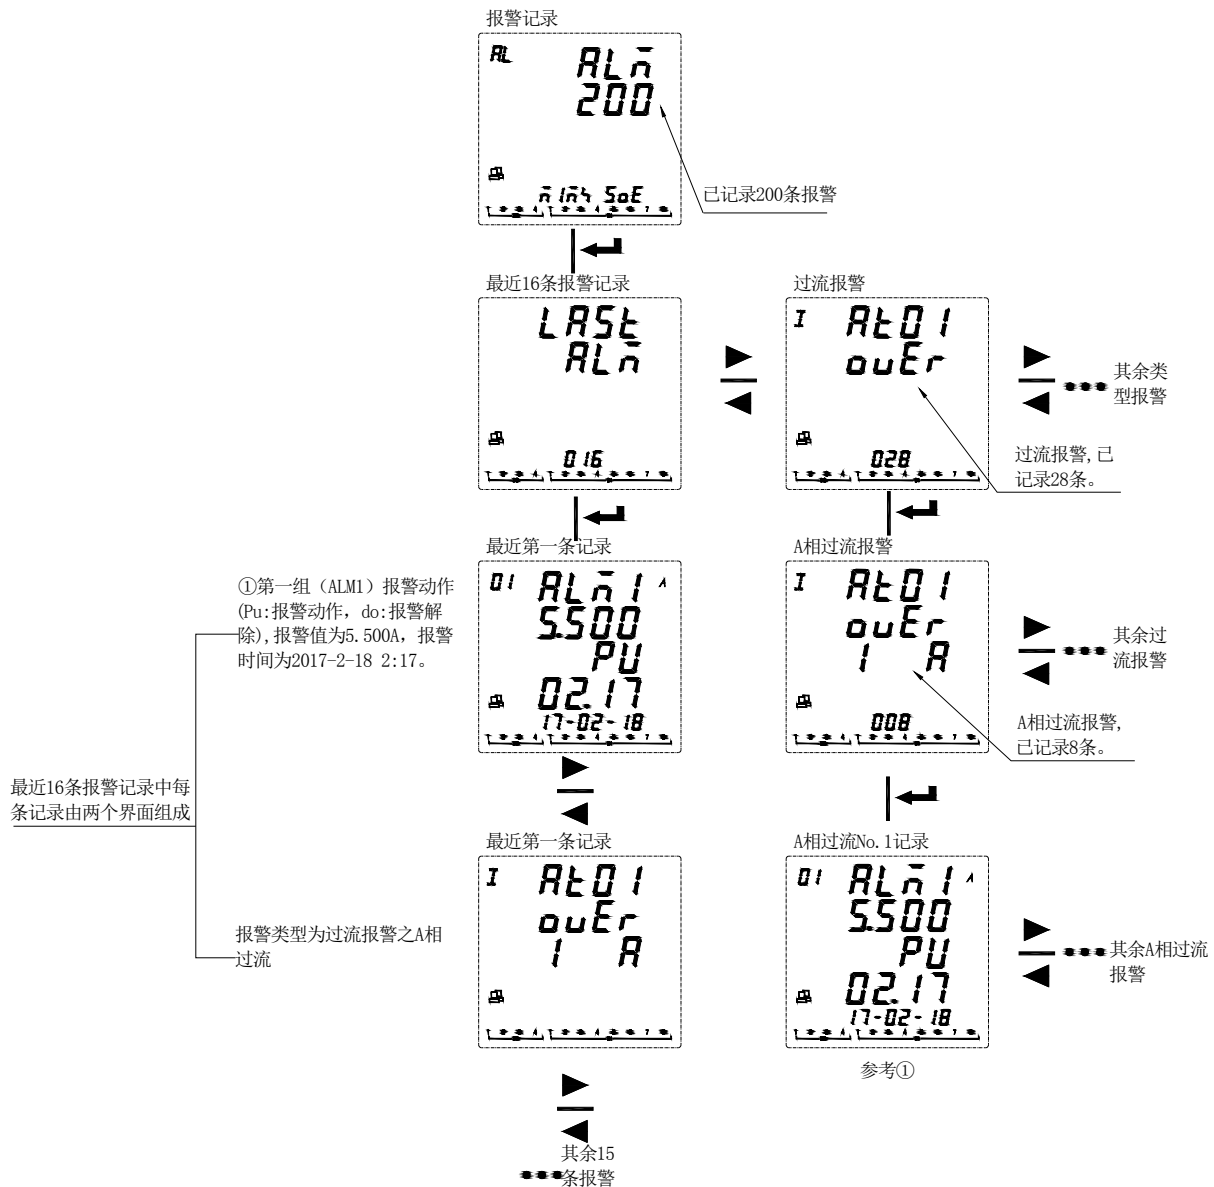 报警记录
AL
ALM
200
MIMY SoE
已记录200条报警
最近16条报警记录
LASt
ALM
016
过流报警
I
At01
ovEr
028
其余类
型报警
过流报警,已
记录28条。
最近第一条记录
01 ALM1 A
5.500
PU
02.17
17-02-18
①第一组（ALM1）报警动作
(Pu:报警动作，do:报警解
除),报警值为5.500A，报警
时间为2017-2-18 2:17。
A相过流报警
I
At01
ovEr
1 A
008
其余过
流报警
A相过流报警,
已记录8条。
最近16条报警记录中每
条记录由两个界面组成
最近第一条记录
I
At01
ovEr
1 A
报警类型为过流报警之A相
过流
A相过流No.1记录
01 ALM1 A
5.500
PU
02.17
17-02-18
其余A相过流
报警
参考①
其余15
条报警